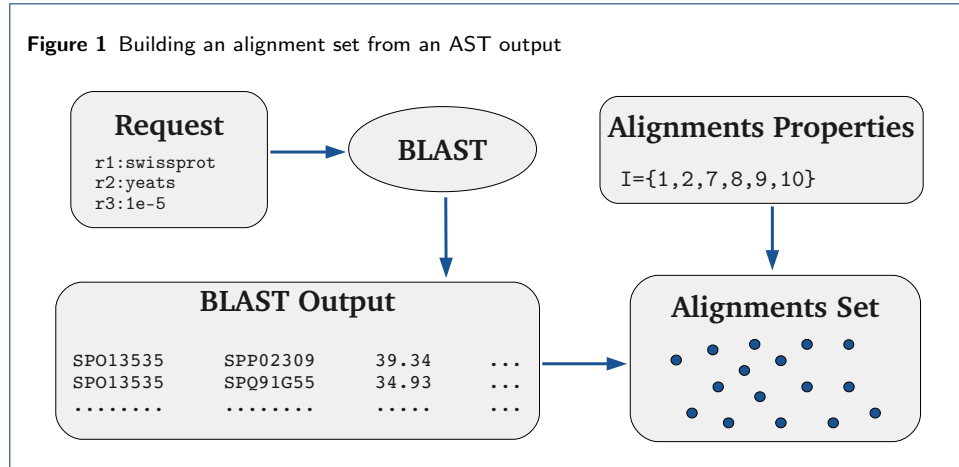 Figure 1 Building an alignment set from an AST output
Request
r1:swissprot
r2:yeats
r3:1e-5
BLAST
Alignments Properties
I={1,2,7,8,9,10}
BLAST Output
SPO13535 SPP02309 39.34 ...
SPO13535 SPQ91G55 34.93 ...
........ ........ ..... ...
Alignments Set